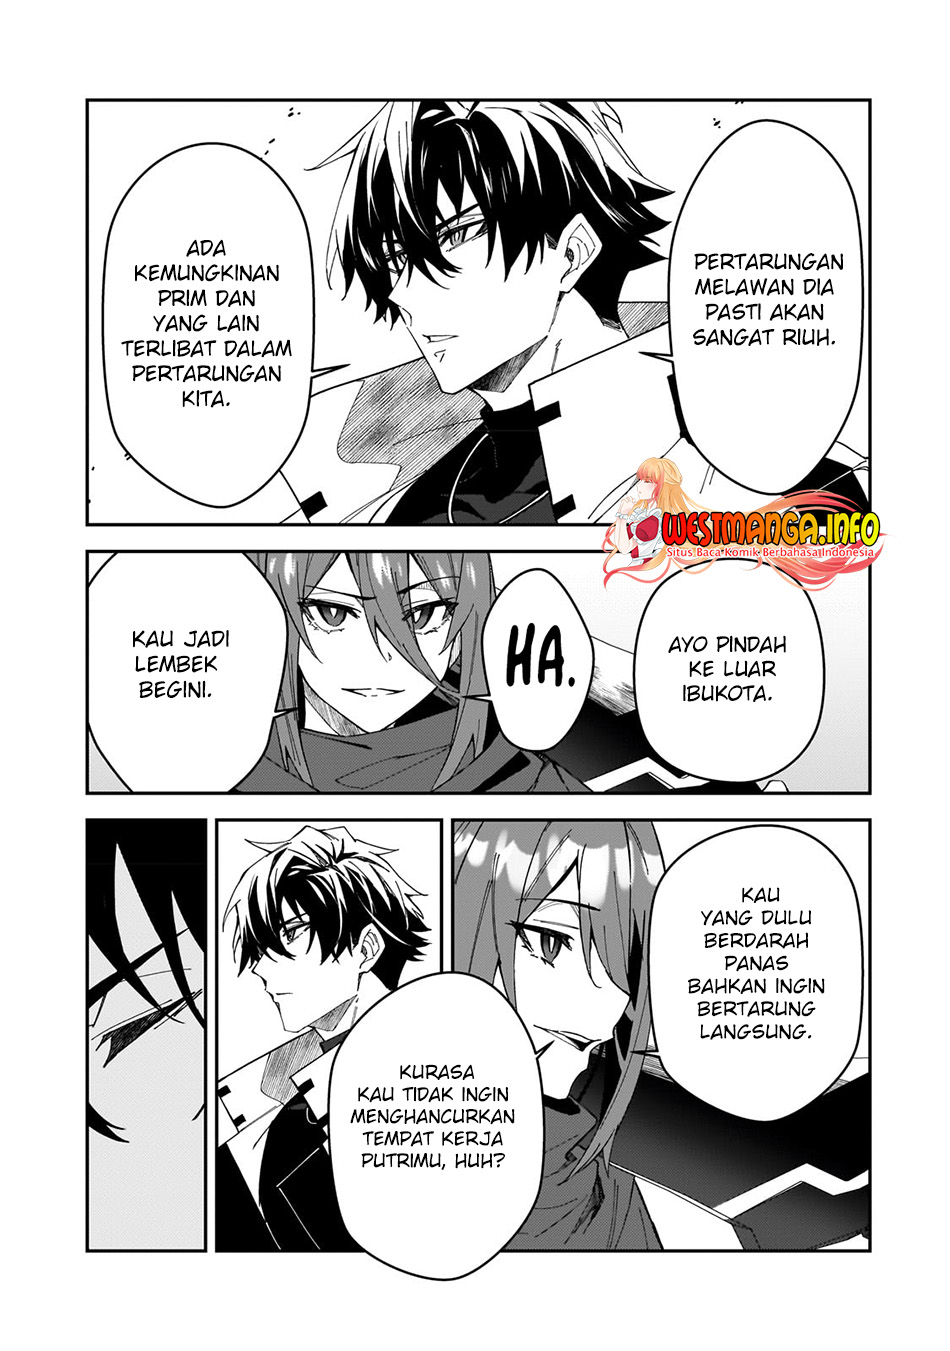 PERTARUNGAN
MELAWAN DIA
PASTI AKAN
SANGAT RIUH.
ADA
KEMUNGKINAN
PRIM DAN
YANG LAIN
TERLIBAT DALAM
PERTARUNGAN
KITA.
WESTMANGA.INFO
Situs Baca Komik Berbahasa Indonesia
AYO PINDAH
KE LUAR
IBUKOTA.
HA.
KAU JADI
LEMBEK
BEGINI.
KAU
YANG DULU
BERDARAH
PANAS
BAHKAN INGIN
BERTARUNG
LANGSUNG.
KURASA
KAU TIDAK INGIN
MENGHANCURKAN
TEMPAT KERJA
PUTRIMU, HUH?